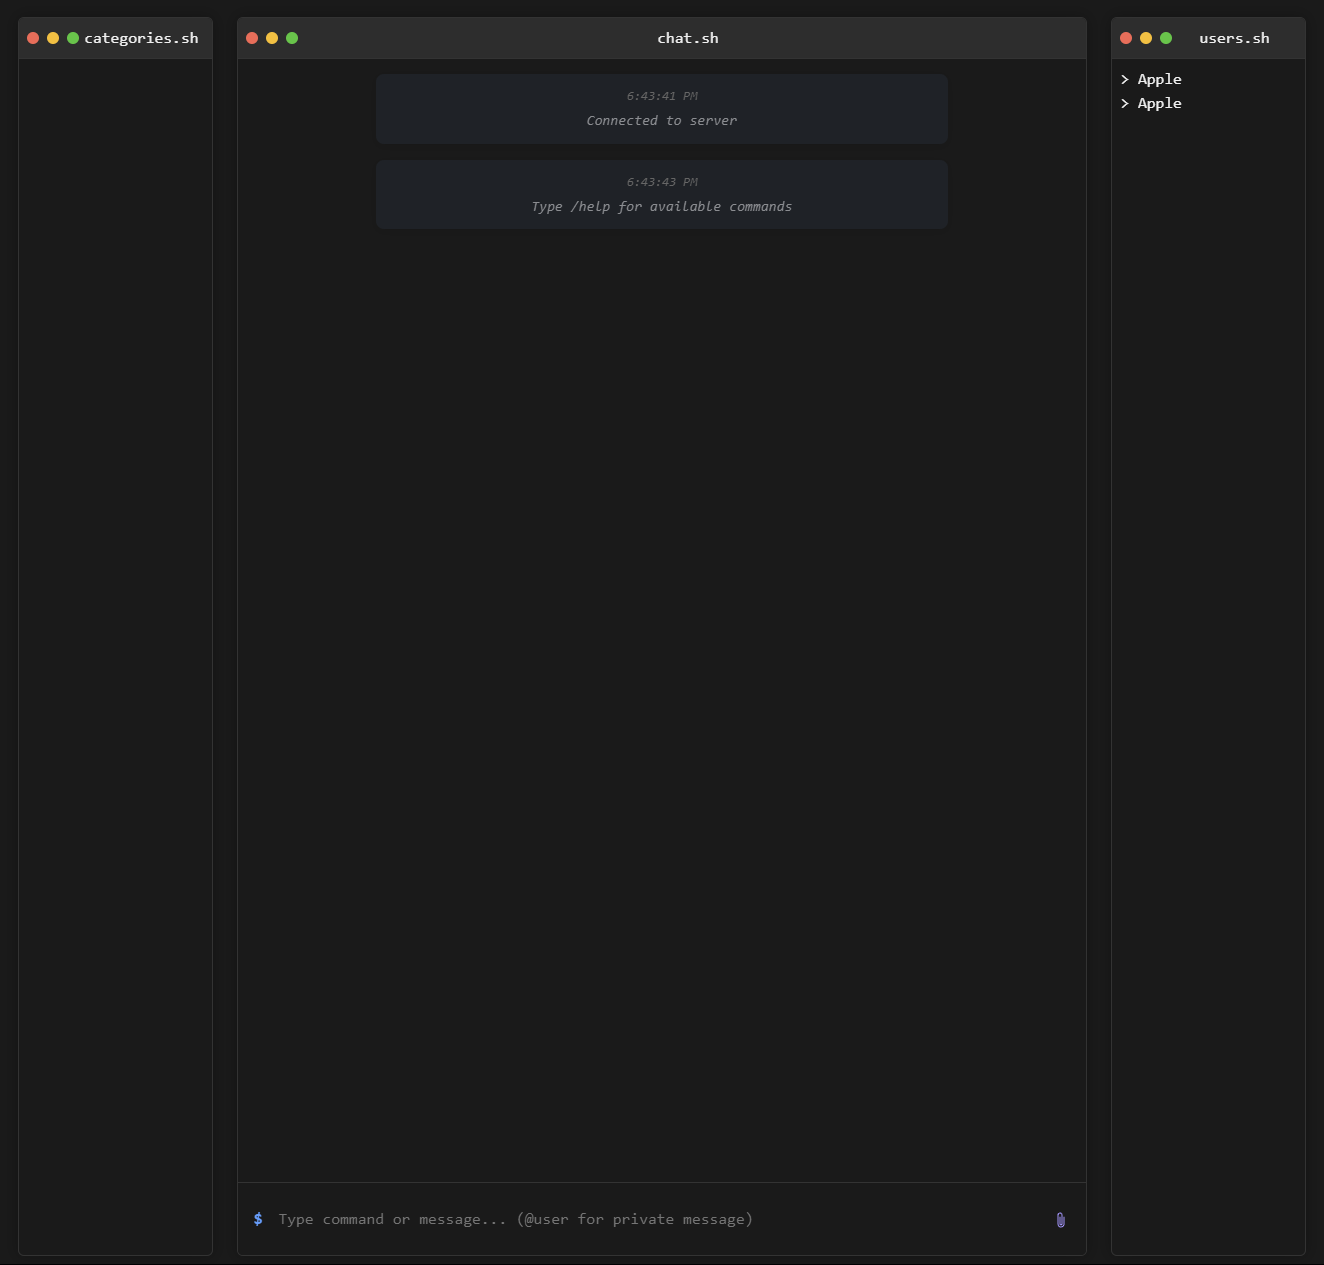 categories.sh
chat.sh
6:43:41 PM
Connected to server
6:43:43 PM
Type /help for available commands
$ Type command or message... (@user for private message)
users.sh
> Apple
> Apple